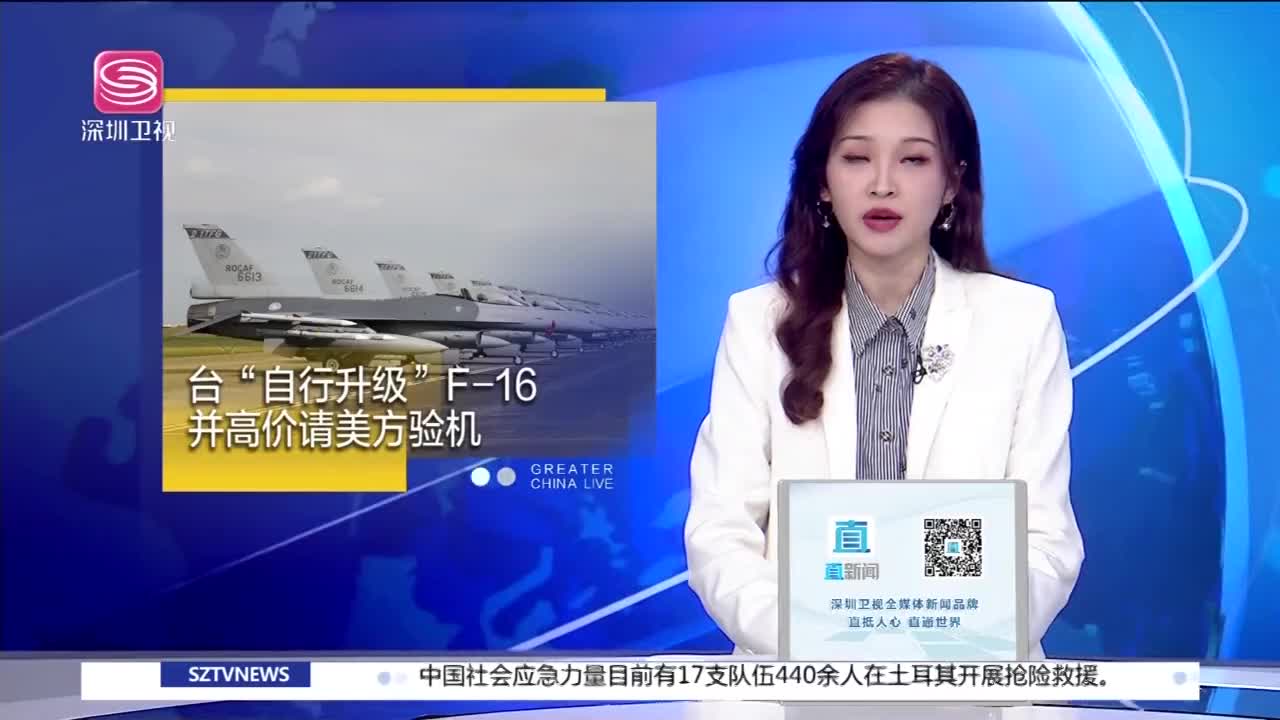 深圳卫视
ROCAF
6613
ROCAF
6614
台“自行升级”F-16
并高价请美方验机
GREATER
CHINA LIVE
直
直新闻
深圳卫视全媒体新闻品牌
直抵人心 直通世界
SZTVNEWS
中国社会应急力量目前有17支队伍440余人在土耳其开展抢险救援。